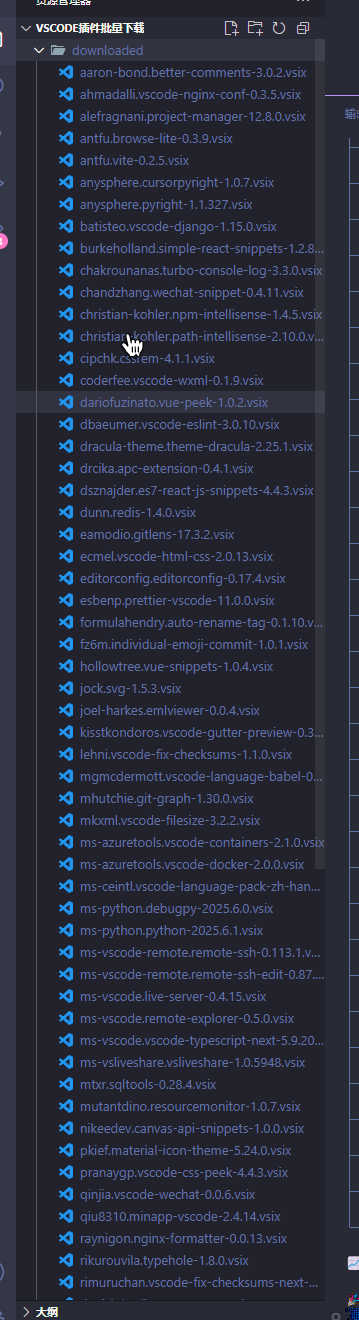 VSCODE插件批量下载
downloaded
aaron-bond.better-comments-3.0.2.vsix
ahmadalli.vscode-nginx-conf-0.3.5.vsix
alefragnani.project-manager-12.8.0.vsix
antfu.browse-lite-0.3.9.vsix
antfu.vite-0.2.5.vsix
anysphere.cursorpyright-1.0.7.vsix
anysphere.pyright-1.1.327.vsix
batisteo.vscode-django-1.15.0.vsix
burkeholland.simple-react-snippets-1.2.8...
chakrounanas.turbo-console-log-3.3.0.vsix
chandzhang.wechat-snippet-0.4.11.vsix
christian-kohler.npm-intellisense-1.4.5.vsix
christian-kohler.path-intellisense-2.10.0.v...
cipchk.cssrem-4.1.1.vsix
coderfee.vscode-wxml-0.1.9.vsix
dariofuzinato.vue-peek-1.0.2.vsix
dbaeumer.vscode-eslint-3.0.10.vsix
dracula-theme.theme-dracula-2.25.1.vsix
drcika.apc-extension-0.4.1.vsix
dsznajder.es7-react-js-snippets-4.4.3.vsix
dunn.redis-1.4.0.vsix
eamodio.gitlens-17.3.2.vsix
ecmel.vscode-html-css-2.0.13.vsix
editorconfig.editorconfig-0.17.4.vsix
esbenp.prettier-vscode-11.0.0.vsix
formulahendry.auto-rename-tag-0.1.10.v...
fz6m.individual-emoji-commit-1.0.1.vsix
hollowtree.vue-snippets-1.0.4.vsix
jock.svg-1.5.3.vsix
joel-harkes.emlviewer-0.0.4.vsix
kisstkondoros.vscode-gutter-preview-0.3...
lehni.vscode-fix-checksums-1.1.0.vsix
mgmcdermott.vscode-language-babel-0...
mhutchie.git-graph-1.30.0.vsix
mkxml.vscode-filesize-3.2.2.vsix
ms-azuretools.vscode-containers-2.1.0.vsix
ms-azuretools.vscode-docker-2.0.0.vsix
ms-ceintl.vscode-language-pack-zh-han...
ms-python.debugpy-2025.6.0.vsix
ms-python.python-2025.6.1.vsix
ms-vscode-remote.remote-ssh-0.113.1.v...
ms-vscode-remote.remote-ssh-edit-0.87....
ms-vscode.live-server-0.4.15.vsix
ms-vscode.remote-explorer-0.5.0.vsix
ms-vscode.vscode-typescript-next-5.9.20...
ms-vsliveshare.vsliveshare-1.0.5948.vsix
mtxr.sqltools-0.28.4.vsix
mutantdino.resourcemonitor-1.0.7.vsix
nikeedev.canvas-api-snippets-1.0.0.vsix
pkief.material-icon-theme-5.24.0.vsix
pranaygp.vscode-css-peek-4.4.3.vsix
qinjia.vscode-wechat-0.0.6.vsix
qiu8310.minapp-vscode-2.4.14.vsix
raynigon.nginx-formatter-0.0.13.vsix
rikurouvila.typehole-1.8.0.vsix
rimuruchan.vscode-fix-checksums-next-...
大纲